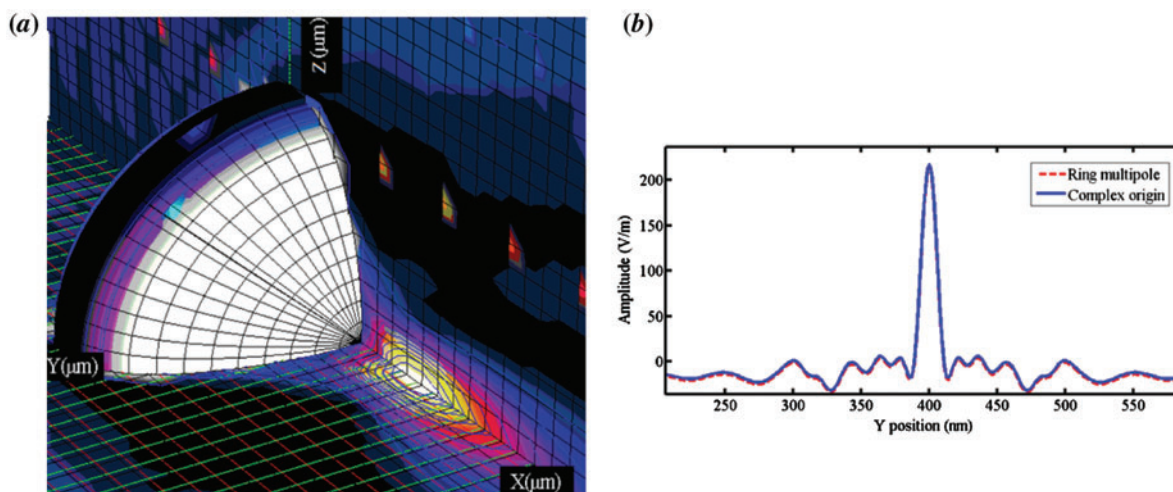 (a)
Z (μm)
Y(μm)
X(μm)
(b)
Amplitude (V/m)
200
150
100
50
0
Ring multipole
Complex origin
250 300 350 400 450 500 550
Y position (nm)